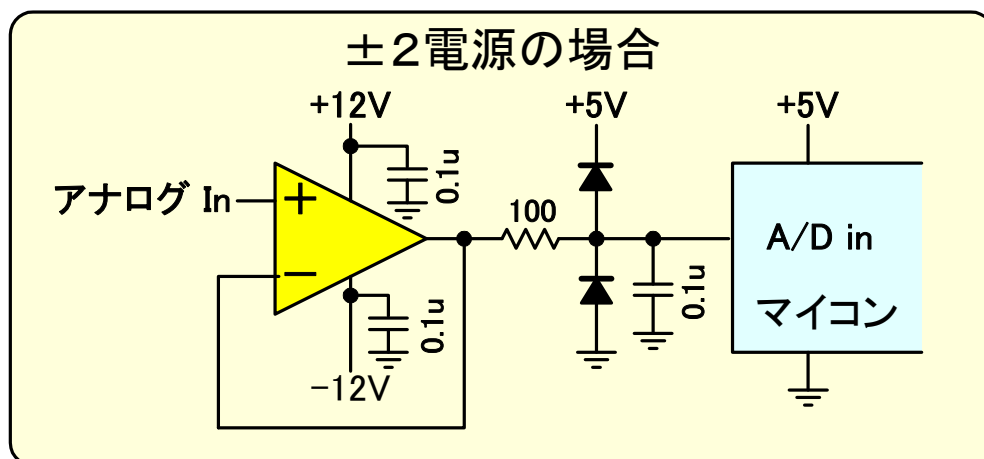 ±2電源の場合
+12V
+5V
+5V
0.1u
アナログ In
+
100
A/D in
−
0.1u
0.1u
マイコン
−12V